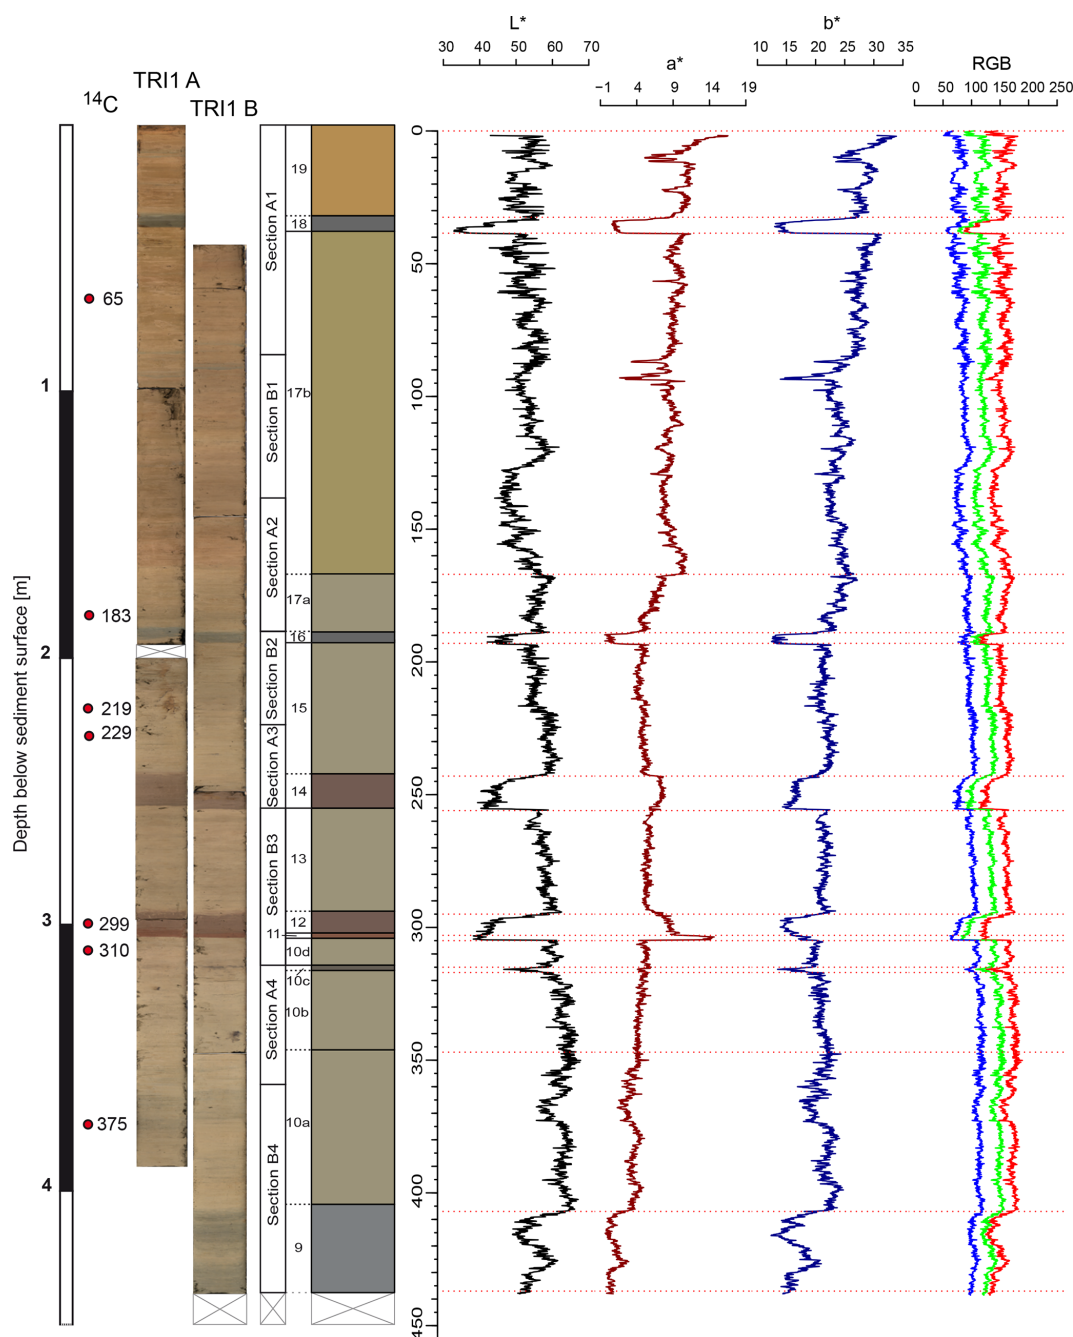 L*
b*
30 40 50 60 70
10 15 20 25 30 35
a*
RGB
−1 4 9 14 19
0 50 100 150 200 250
TRI1 A
14C
TRI1 B
Depth below sediment surface [m]
1
2
3
4
65
183
219
229
299
310
375
Section A1
Section B1
Section A2
Section B2
Section A3
Section B3
Section A4
Section B4
19
18
17b
17a
16
15
14
13
12
11
10d
10c
10b
10a
9
0
50
100
150
200
250
300
350
400
450